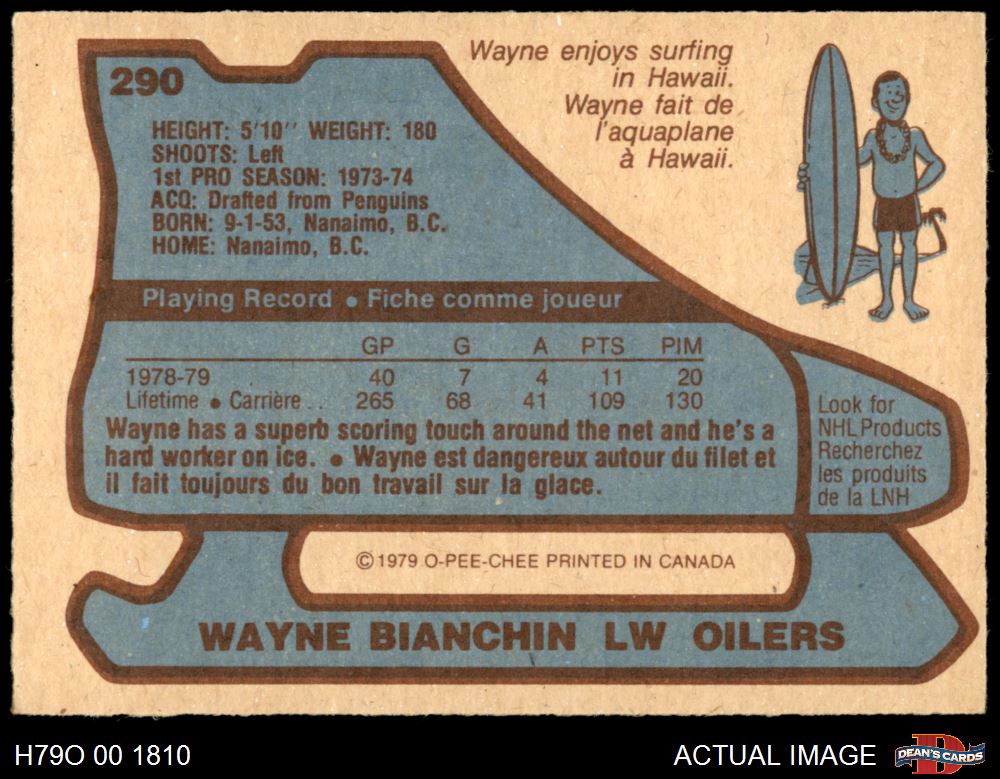 Wayne enjoys surfing
in Hawaii.
Wayne fait de
l'aquaplane
à Hawaii.
290
HEIGHT: 5'10" WEIGHT: 180
SHOOTS: Left
1st PRO SEASON: 1973-74
ACQ: Drafted from Penguins
BORN: 9-1-53, Nanaimo, B.C.
HOME: Nanaimo, B.C.
Playing Record • Fiche comme joueur
GP G A PTS PIM
1978-79 40 7 4 11 20
Lifetime • Carrière . . 265 68 41 109 130
Wayne has a superb scoring touch around the net and he's a
hard worker on ice. • Wayne est dangereux autour du filet et
il fait toujours du bon travail sur la glace.
Look for
NHL Products
Recherchez
les produits
de la LNH
©1979 O-PEE-CHEE PRINTED IN CANADA
WAYNE BIANCHIN LW OILERS
H79O 00 1810
ACTUAL IMAGE
DEAN'S CARDS